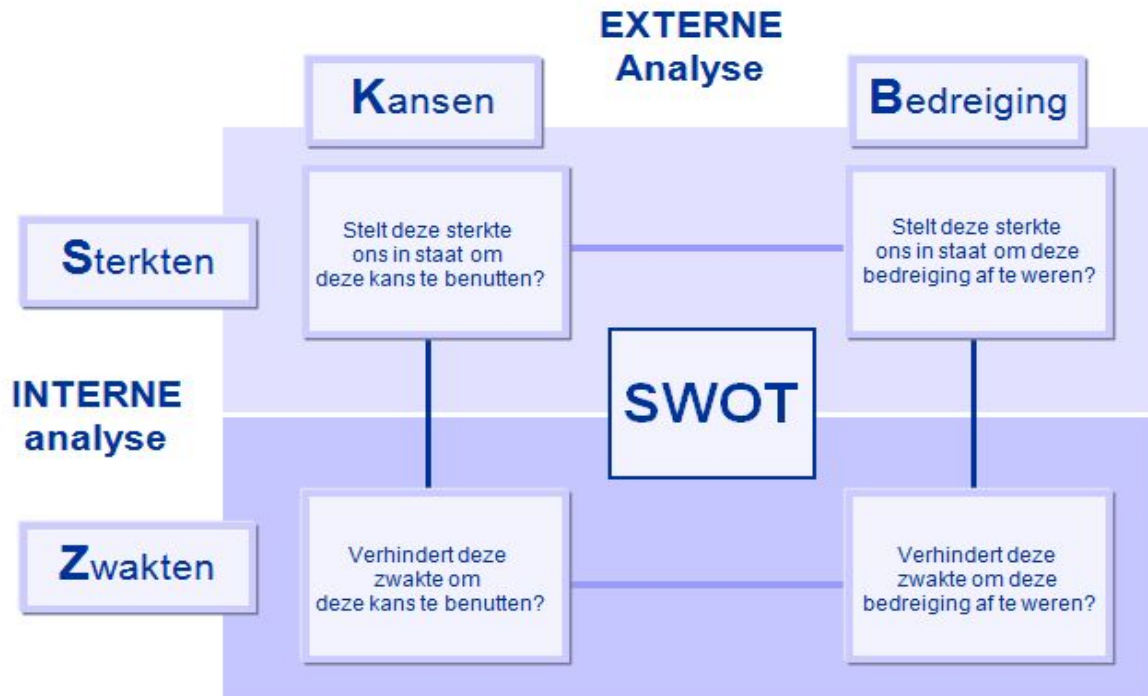 EXTERNE
Analyse
Kansen
Bedreiging
Sterkten
Stelt deze sterkte
ons in staat om
deze kans te benutten?
Stelt deze sterkte
ons in staat om deze
bedreiging af te weren?
SWOT
INTERNE
analyse
Zwakten
Verhindert deze
zwakte om
deze kans te benutten?
Verhindert deze
zwakte om deze
bedreiging af te weren?